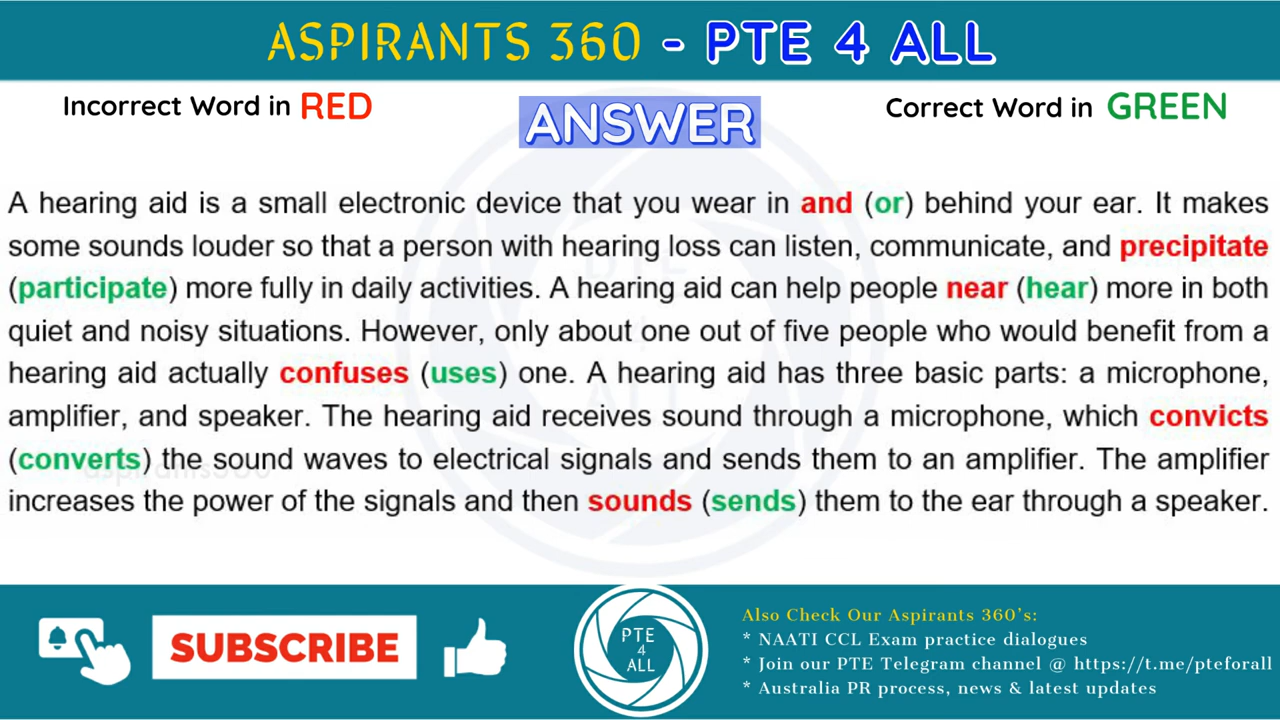 ASPIRANTS 360 - PTE 4 ALL
Incorrect Word in RED
ANSWER
Correct Word in GREEN
A hearing aid is a small electronic device that you wear in and (or) behind your ear. It makes
some sounds louder so that a person with hearing loss can listen, communicate, and precipitate
(participate) more fully in daily activities. A hearing aid can help people near (hear) more in both
quiet and noisy situations. However, only about one out of five people who would benefit from a
hearing aid actually confuses (uses) one. A hearing aid has three basic parts: a microphone,
amplifier, and speaker. The hearing aid receives sound through a microphone, which convicts
(converts) the sound waves to electrical signals and sends them to an amplifier. The amplifier
increases the power of the signals and then sounds (sends) them to the ear through a speaker.
aspirants360
PTE
4
ALL
SUBSCRIBE
PTE
4
ALL
Also Check Our Aspirants 360's:
* NAATI CCL Exam practice dialogues
* Join our PTE Telegram channel @ https://t.me/pteforall
* Australia PR process, news & latest updates